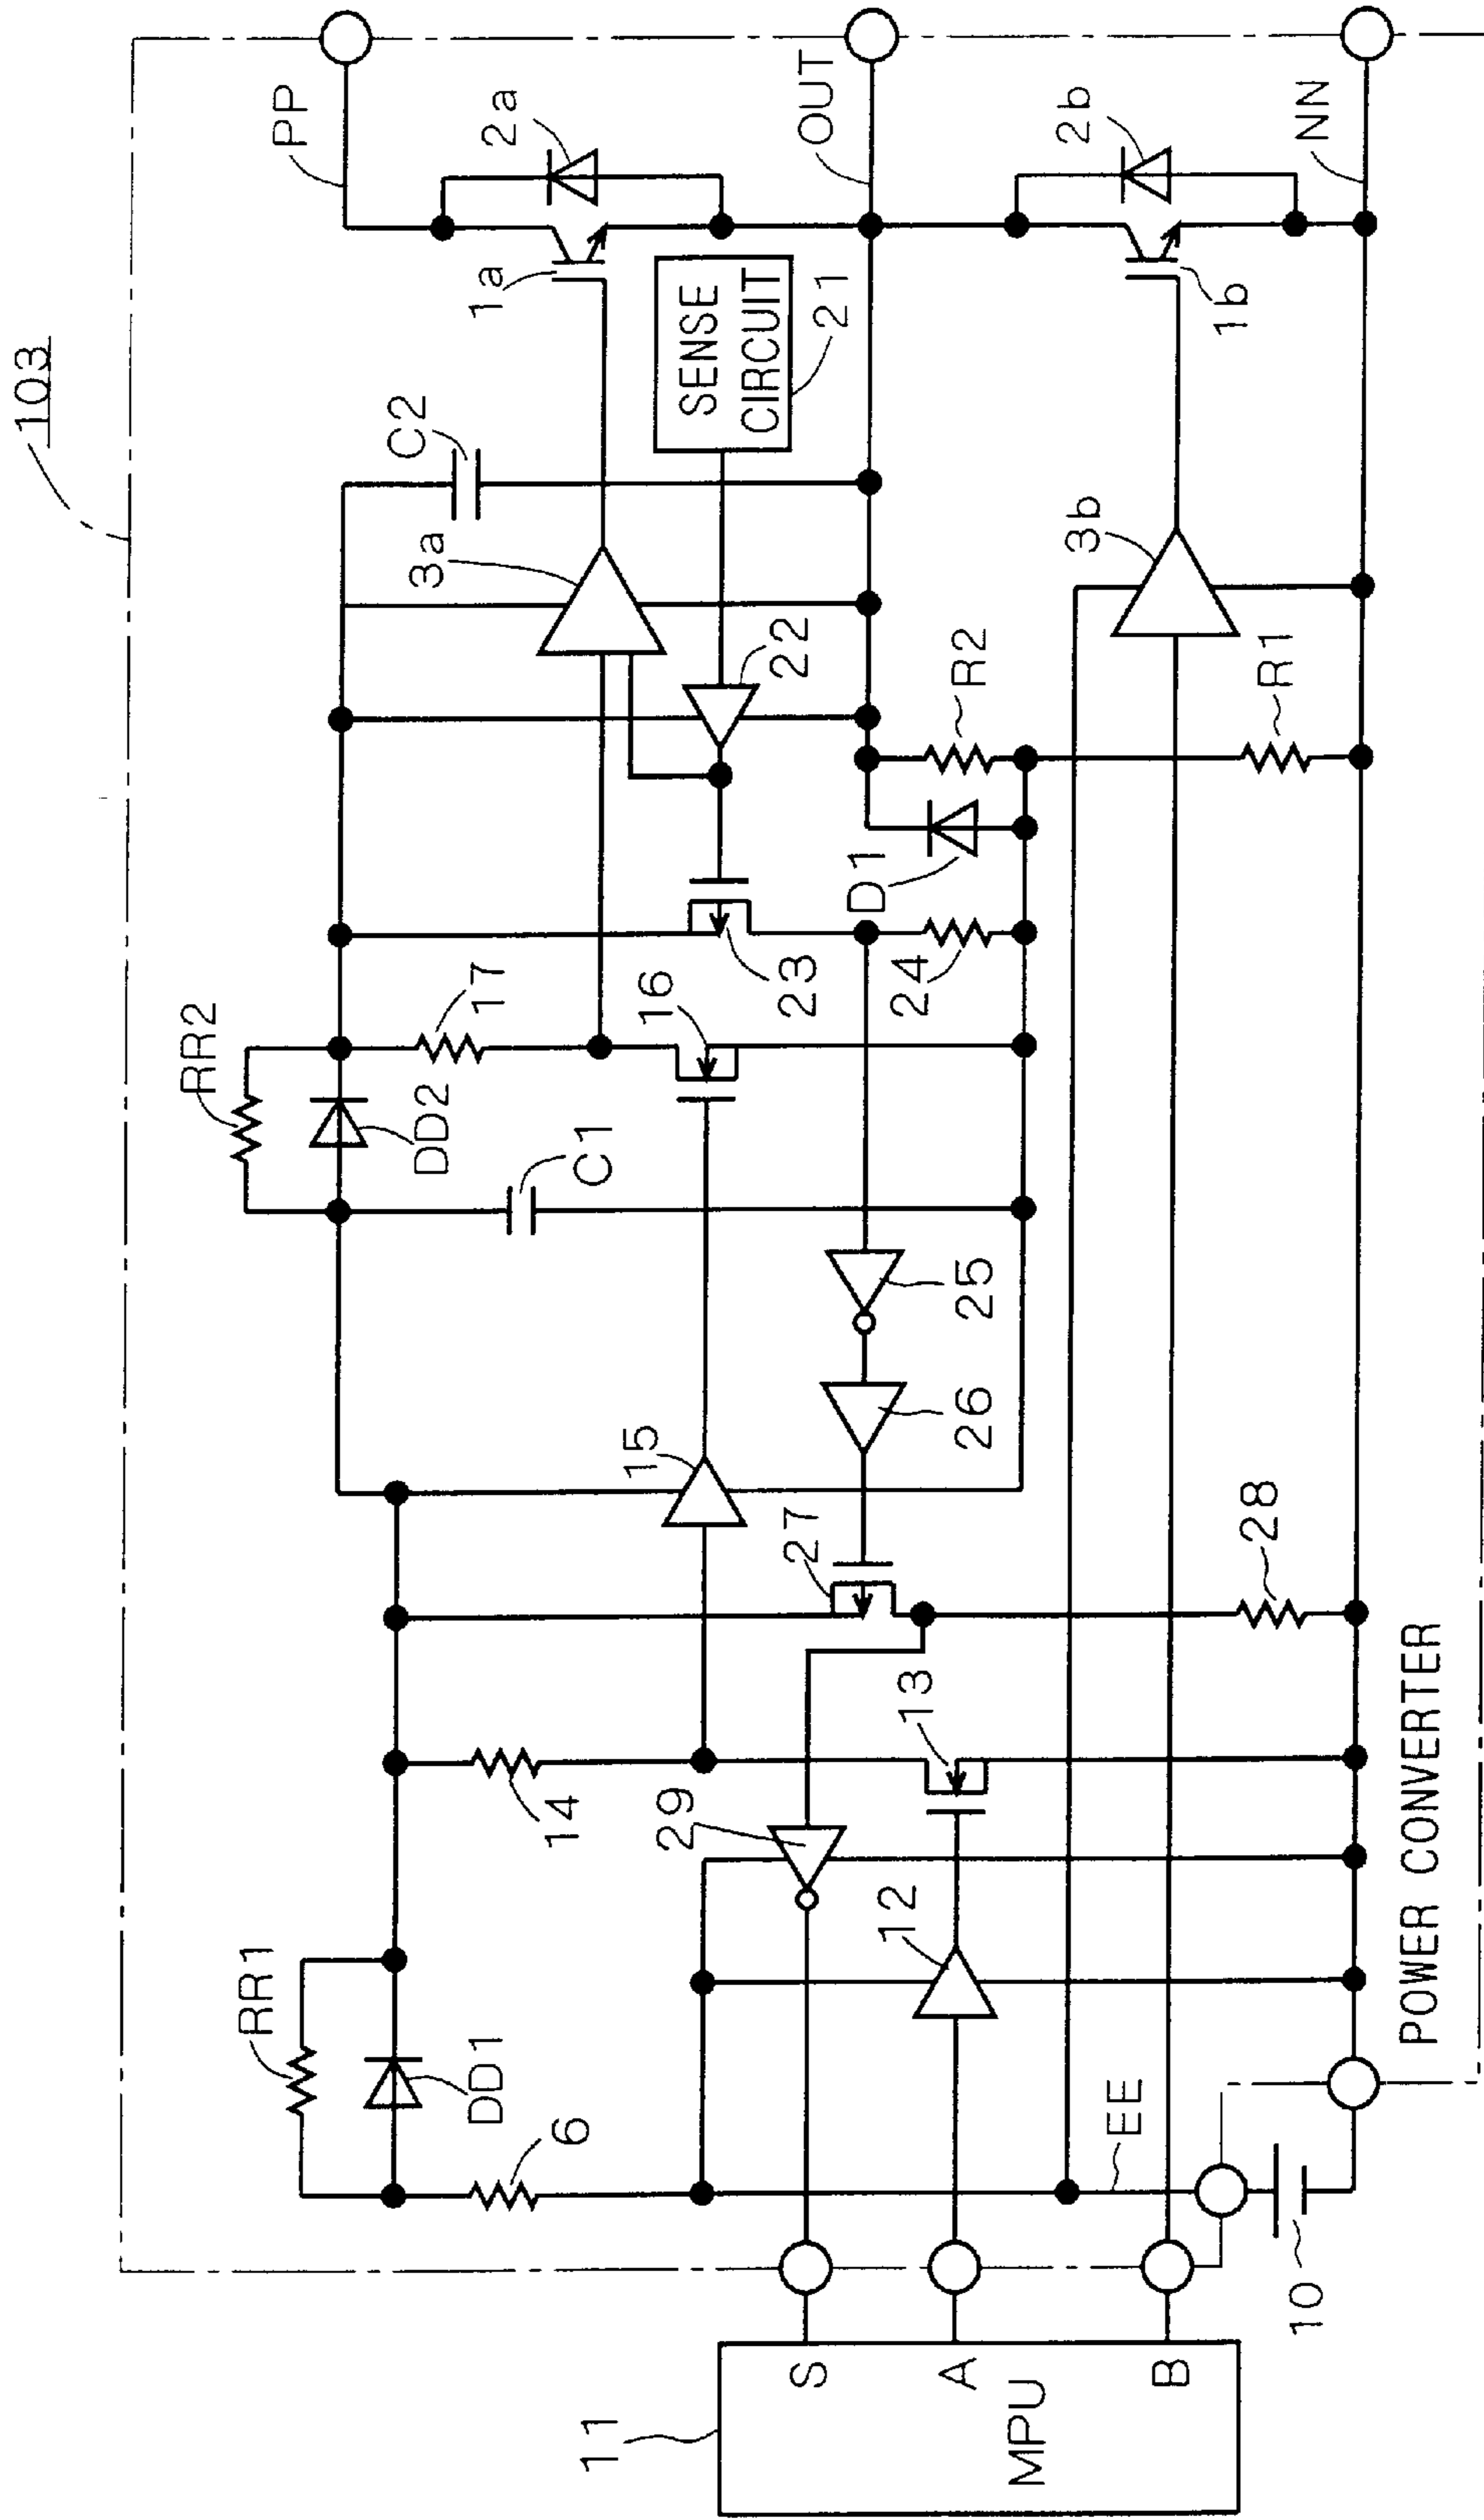 103
PP
2a
OUT
2b
NN
1a
SENSE
CIRCUIT
21
1b
C2
3a
3b
22
R2
R1
D1
23
24
17
16
RR2
DD2
C1
25
26
15
27
28
13
14
29
12
RR1
DD1
6
EE
10
POWER CONVERTER
S
A
B
MPU
11